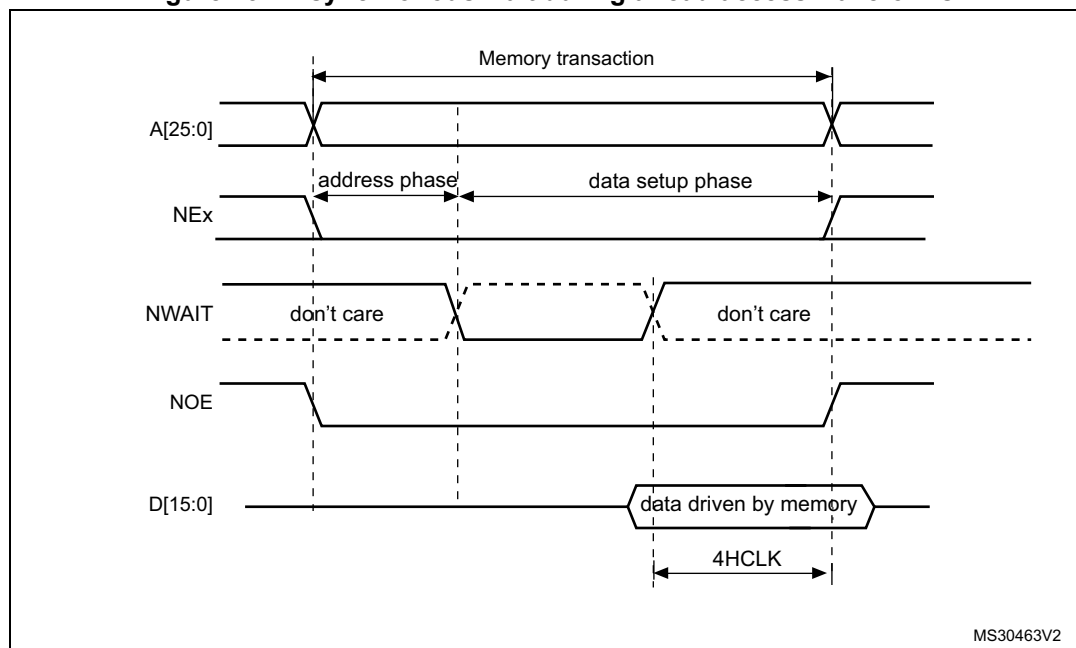 Memory transaction
A[25:0]
address phase
data setup phase
NEx
NWAIT
don't care
don't care
NOE
D[15:0]
data driven by memory
4HCLK
MS30463V2